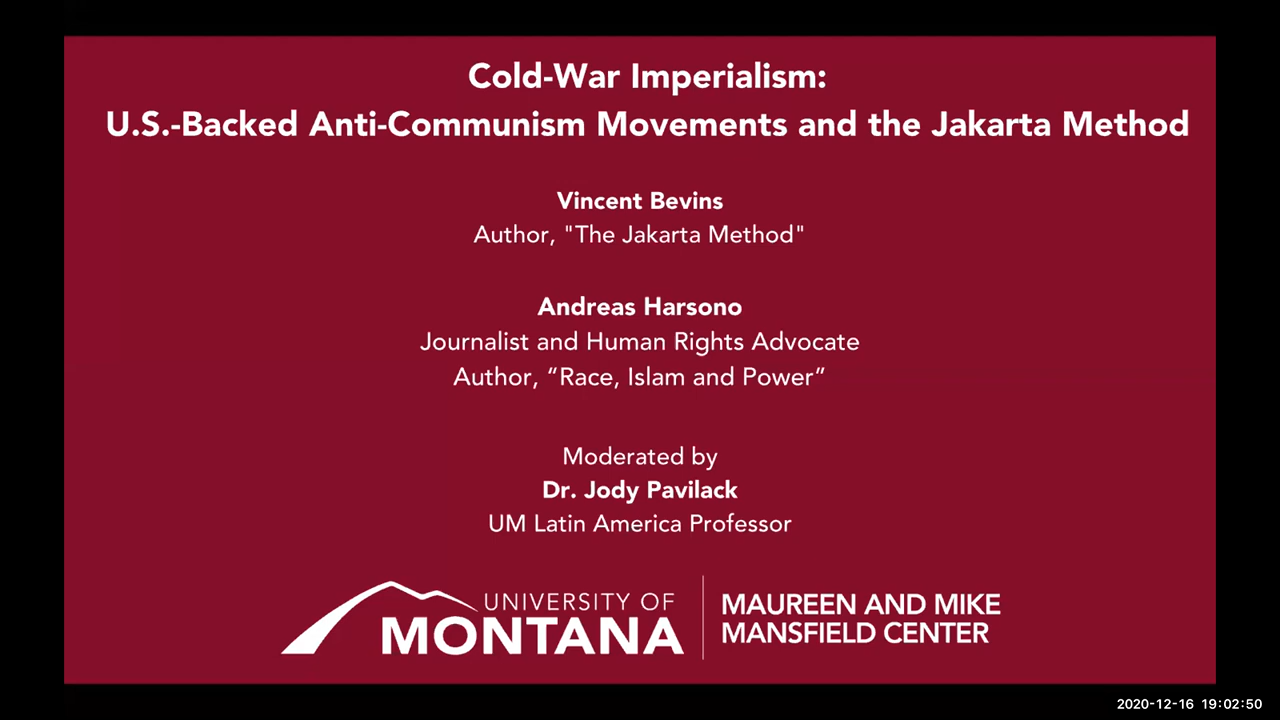 Cold-War Imperialism:
U.S.-Backed Anti-Communism Movements and the Jakarta Method
Vincent Bevins
Author, "The Jakarta Method"
Andreas Harsono
Journalist and Human Rights Advocate
Author, “Race, Islam and Power”
Moderated by
Dr. Jody Pavilack
UM Latin America Professor
UNIVERSITY OF
MONTANA
MAUREEN AND MIKE
MANSFIELD CENTER
2020-12-16 19:02:50